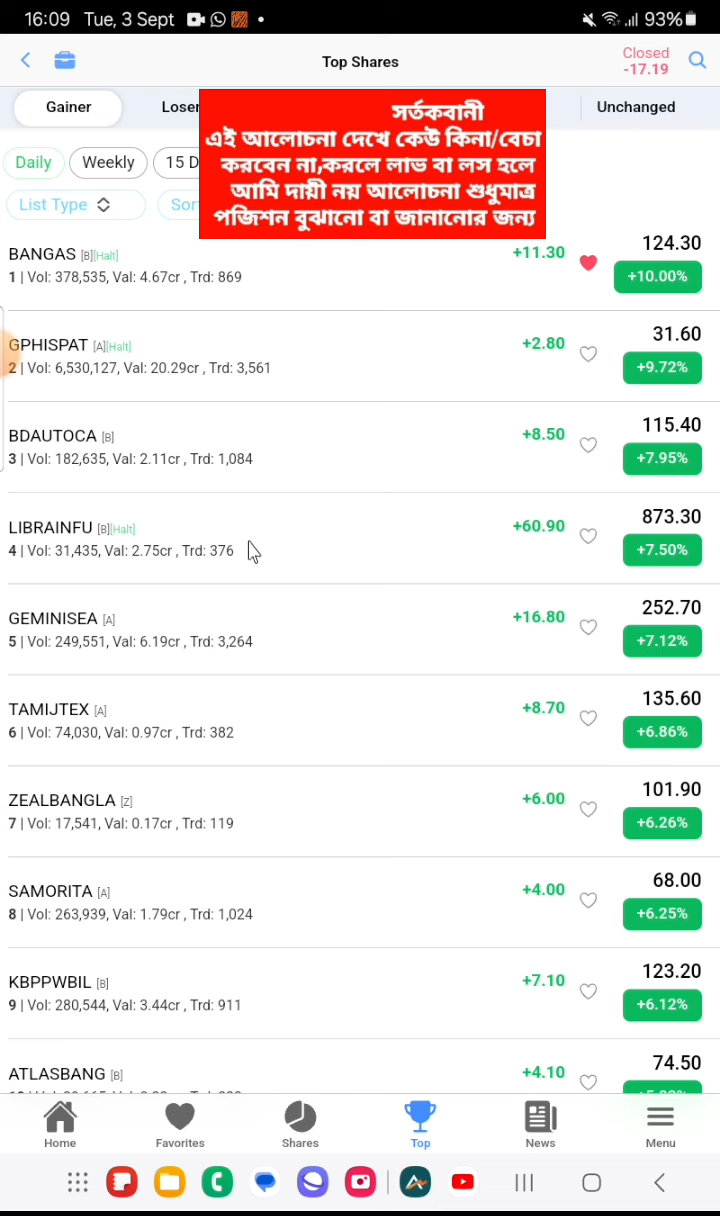 16:09 Tue, 3 Sept 93%
Top Shares
Closed
-17.19
Gainer Loser Unchanged
সর্তকবানী
এই আলোচনা দেখে কেউ কিনা/বেচা
করবেন না,করলে লাভ বা লস হলে
আমি দায়ী নয় আলোচনা শুধুমাত্র
পজিশন বুঝানো বা জানানোর জন্য
Daily Weekly 15 D
List Type Sor
BANGAS [B][Halt] +11.30 124.30
1 | Vol: 378,535, Val: 4.67cr , Trd: 869 +10.00%
GPHISPAT [A][Halt] +2.80 31.60
2 | Vol: 6,530,127, Val: 20.29cr , Trd: 3,561 +9.72%
BDAUTOCA [B] +8.50 115.40
3 | Vol: 182,635, Val: 2.11cr , Trd: 1,084 +7.95%
LIBRAINFU [B][Halt] +60.90 873.30
4 | Vol: 31,435, Val: 2.75cr , Trd: 376 +7.50%
GEMINISEA [A] +16.80 252.70
5 | Vol: 249,551, Val: 6.19cr , Trd: 3,264 +7.12%
TAMIJTEX [A] +8.70 135.60
6 | Vol: 74,030, Val: 0.97cr , Trd: 382 +6.86%
ZEALBANGLA [Z] +6.00 101.90
7 | Vol: 17,541, Val: 0.17cr , Trd: 119 +6.26%
SAMORITA [A] +4.00 68.00
8 | Vol: 263,939, Val: 1.79cr , Trd: 1,024 +6.25%
KBPPWBIL [B] +7.10 123.20
9 | Vol: 280,544, Val: 3.44cr , Trd: 911 +6.12%
ATLASBANG [B] +4.10 74.50
Home Favorites Shares Top News Menu